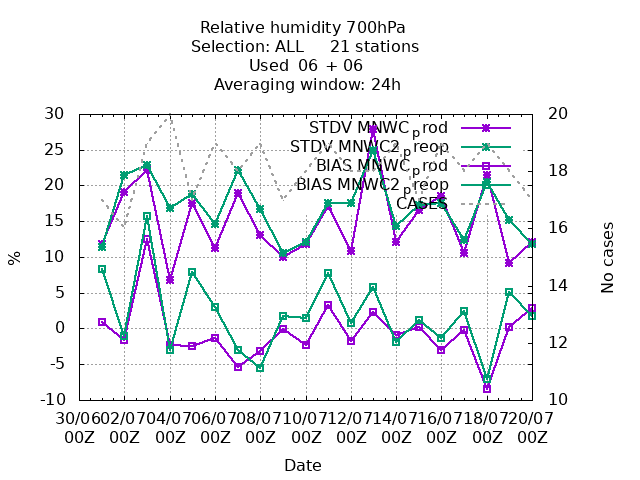 Relative humidity 700hPa
Selection: ALL 21 stations
Used 06 + 06
Averaging window: 24h
30 20
25
20 18
15 16
10
5 14
0
-5 12
-10 10
%
No cases
STDV MNWC_prod
STDV MNWC2_preop
BIAS MNWC_prod
BIAS MNWC2_preop
CASES
30/06 02/07 04/07 06/07 08/07 10/07 12/07 14/07 16/07 18/07 20/07
00Z 00Z 00Z 00Z 00Z 00Z 00Z 00Z 00Z 00Z 00Z
Date